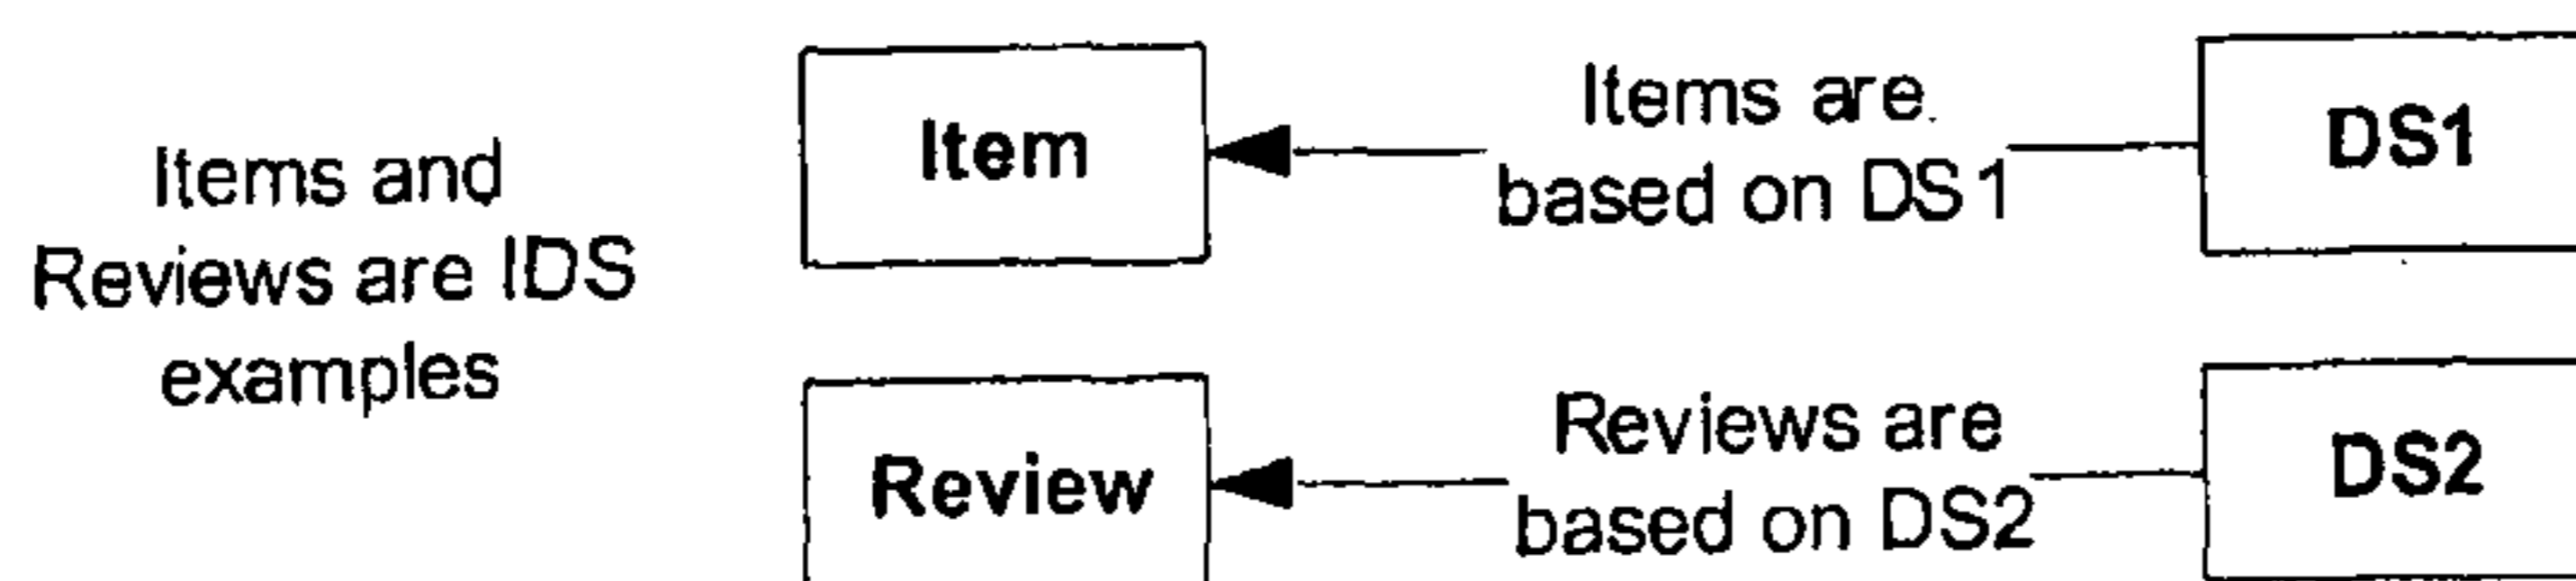 Items and
Reviews are IDS
examples
Item
Items are
based on DS1
DS1
Review
Reviews are
based on DS2
DS2